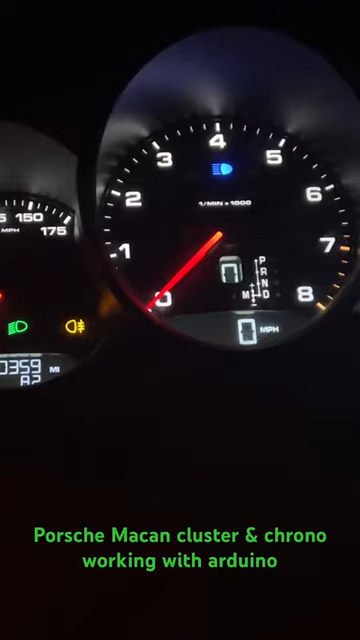 4
3
5
2
6
1/MIN × 1000
150
175
MPH
1
7
P
R
N
M
D
0
8
0 MPH
0359 MI
A2
Porsche Macan cluster & chrono
working with arduino